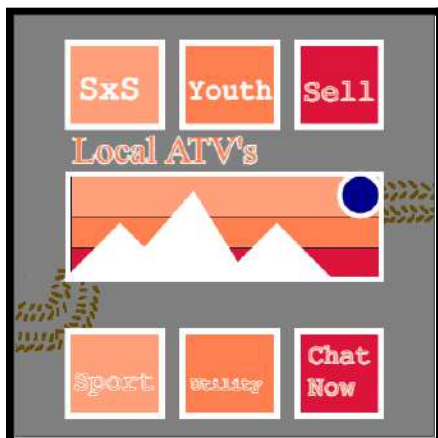 SxS
Youth
Sell
Local ATV's
Sport
Utility
Chat
Now